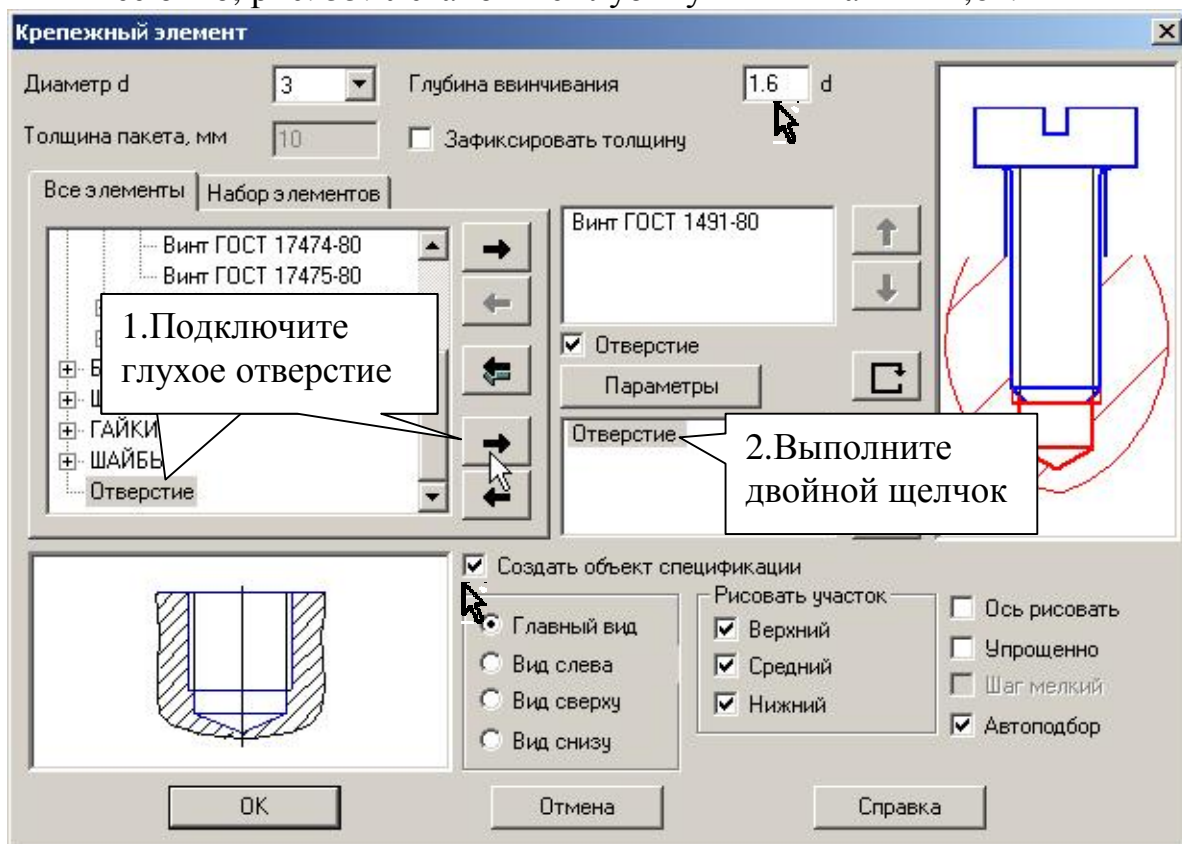 Крепежный элемент
Диаметр d 3 Глубина ввинчивания 1.6 d
Толщина пакета, мм 10 Зафиксировать толщину
Все элементы Набор элементов
Винт ГОСТ 17474-80
Винт ГОСТ 17475-80
1.Подключите
глухое отверстие
ГАЙКИ
Отверстие
Винт ГОСТ 1491-80
Отверстие
Параметры
Отверстие
2.Выполните
двойной щелчок
Создать объект спецификации
Главный вид
Вид слева
Вид сверху
Вид снизу
Рисовать участок
Верхний
Средний
Нижний
Ось рисовать
Упрощенно
Шаг мелкий
Автоподбор
OK Отмена Справка